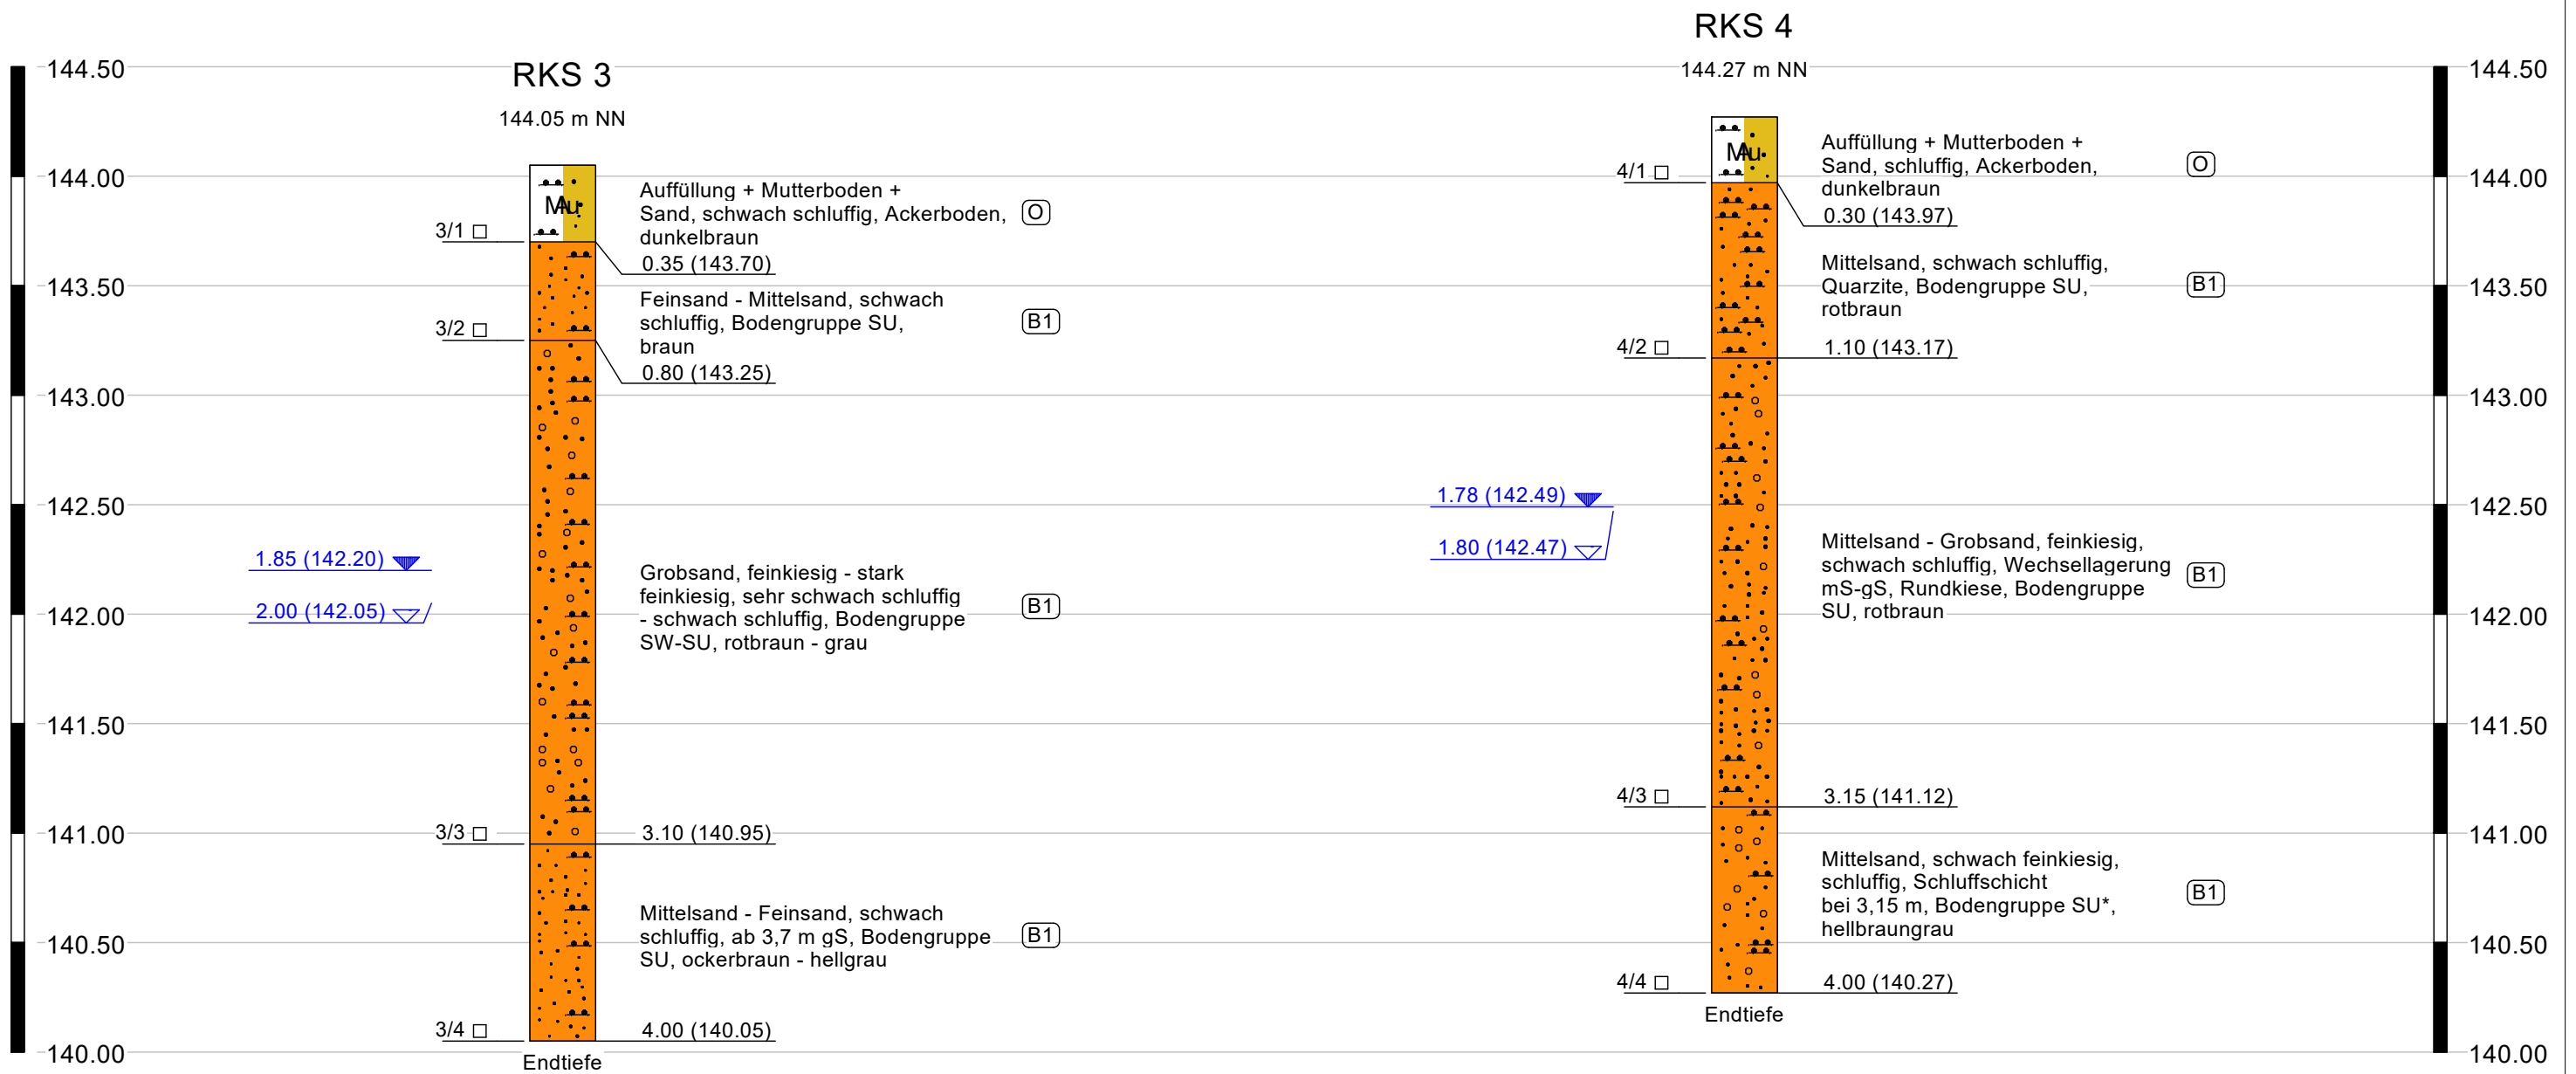 RKS 4
144.27 m NN
RKS 3
144.05 m NN
144.50
144.00
143.50
143.00
142.50
142.00
141.50
141.00
140.50
140.00
1.85 (142.20)
2.00 (142.05)
3/1
3/2
3/3
3/4
Mu
A
Endtiefe
Auffüllung + Mutterboden +
Sand, schwach schluffig, Ackerboden,
dunkelbraun
O
0.35 (143.70)
Feinsand - Mittelsand, schwach
schluffig, Bodengruppe SU,
braun
B1
0.80 (143.25)
Grobsand, feinkiesig - stark
feinkiesig, sehr schwach schluffig
- schwach schluffig, Bodengruppe
SW-SU, rotbraun - grau
B1
3.10 (140.95)
Mittelsand - Feinsand, schwach
schluffig, ab 3,7 m gS, Bodengruppe
SU, ockerbraun - hellgrau
B1
4.00 (140.05)
1.78 (142.49)
1.80 (142.47)
4/1
4/2
4/3
4/4
Mu
A
Endtiefe
Auffüllung + Mutterboden +
Sand, schluffig, Ackerboden,
dunkelbraun
O
0.30 (143.97)
Mittelsand, schwach schluffig,
Quarzite, Bodengruppe SU,
rotbraun
B1
1.10 (143.17)
Mittelsand - Grobsand, feinkiesig,
schwach schluffig, Wechsellagerung
mS-gS, Rundkiese, Bodengruppe
SU, rotbraun
B1
3.15 (141.12)
Mittelsand, schwach feinkiesig,
schluffig, Schluffschicht
bei 3,15 m, Bodengruppe SU*,
hellbraungrau
B1
4.00 (140.27)
144.50
144.00
143.50
143.00
142.50
142.00
141.50
141.00
140.50
140.00